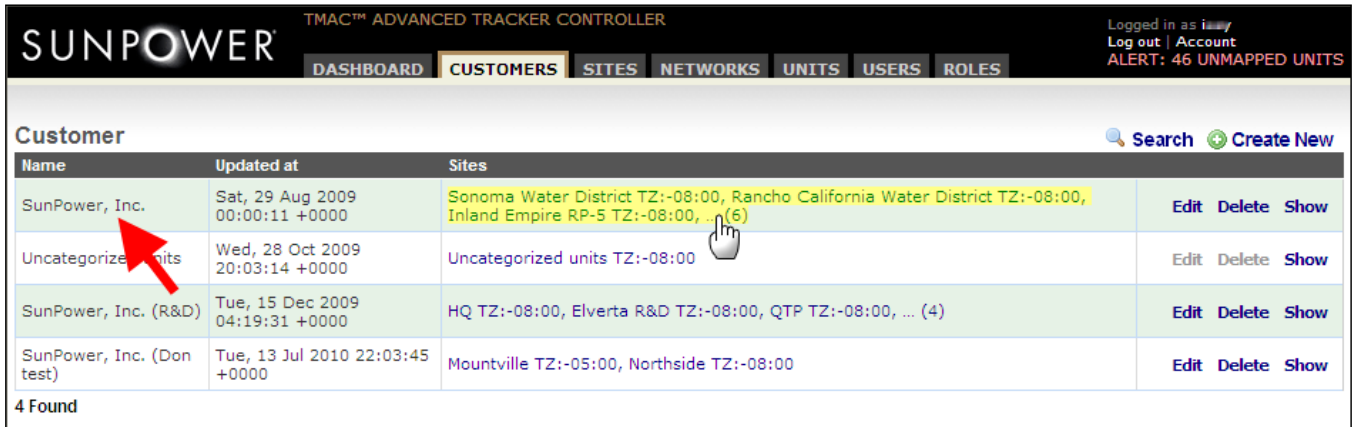 TMAC™ ADVANCED TRACKER CONTROLLER
SUNPOWER
Logged in as
Log out | Account
ALERT: 46 UNMAPPED UNITS
DASHBOARD CUSTOMERS SITES NETWORKS UNITS USERS ROLES
Customer
Search Create New
Name Updated at Sites
SunPower, Inc.
Sat, 29 Aug 2009
00:00:11 +0000
Sonoma Water District TZ:-08:00, Rancho California Water District TZ:-08:00,
Inland Empire RP-5 TZ:-08:00, ... (6)
Edit Delete Show
Uncategorized units
Wed, 28 Oct 2009
20:03:14 +0000
Uncategorized units TZ:-08:00
Edit Delete Show
SunPower, Inc. (R&D)
Tue, 15 Dec 2009
04:19:31 +0000
HQ TZ:-08:00, Elverta R&D TZ:-08:00, QTP TZ:-08:00, ... (4)
Edit Delete Show
SunPower, Inc. (Don
test)
Tue, 13 Jul 2010 22:03:45
+0000
Mountville TZ:-05:00, Northside TZ:-08:00
Edit Delete Show
4 Found